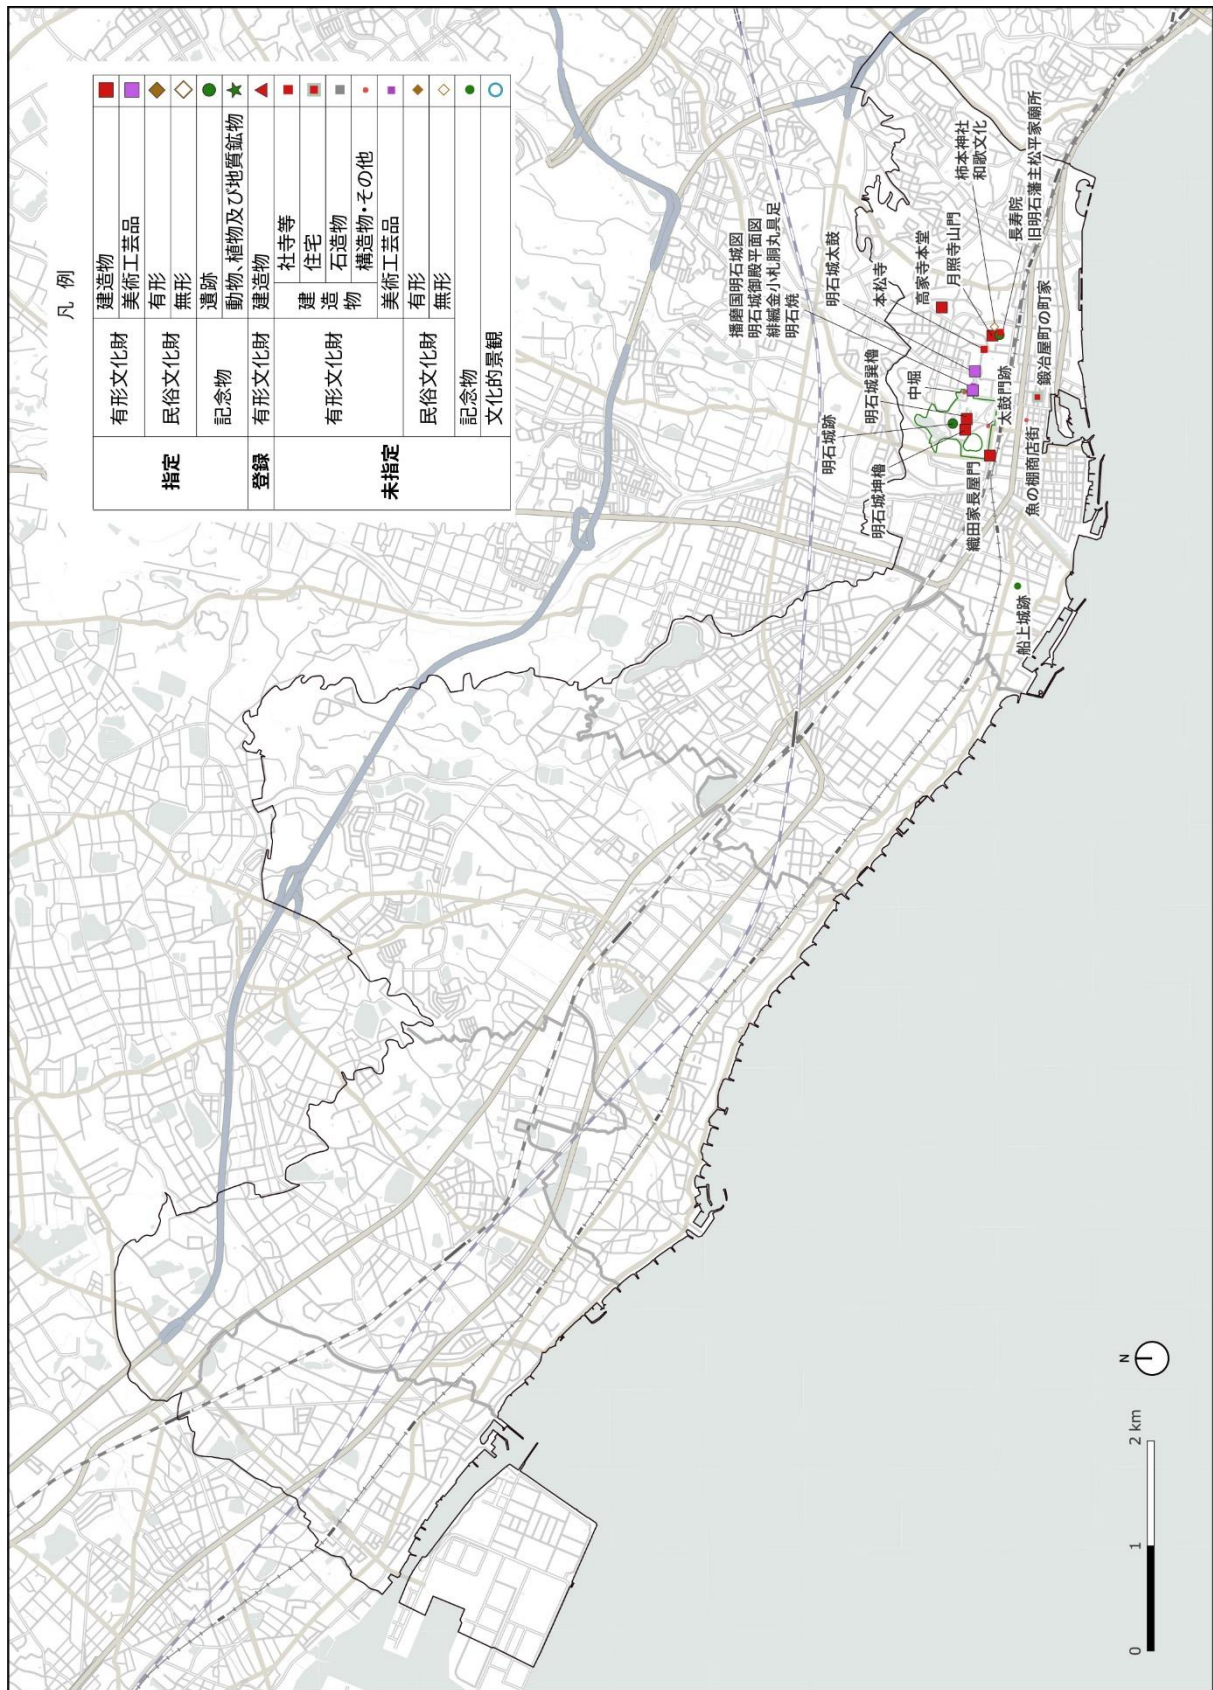 凡 例
指定
有形文化財
建造物
美術工芸品
民俗文化財
有形
無形
記念物
遺跡
動物、植物及び地質鉱物
登録
有形文化財
建造物
未指定
有形文化財
建造物
社寺等
住宅
石造物
構造物・その他
美術工芸品
民俗文化財
有形
無形
記念物
文化的景観
播磨国明石城図
明石城御殿平面図
緋縅金小札胴丸具足
明石焼
明石城太鼓
本松寺
高家寺本堂
月照寺山門
柿本神社
和歌文化
長寿院
旧明石藩主松平家廟所
明石城跡
明石城巽櫓
中堀
明石城坤櫓
織田家長屋門
太鼓門跡
魚の棚商店街
鍛冶屋町の町家
船上城跡
N
0 1 2 km